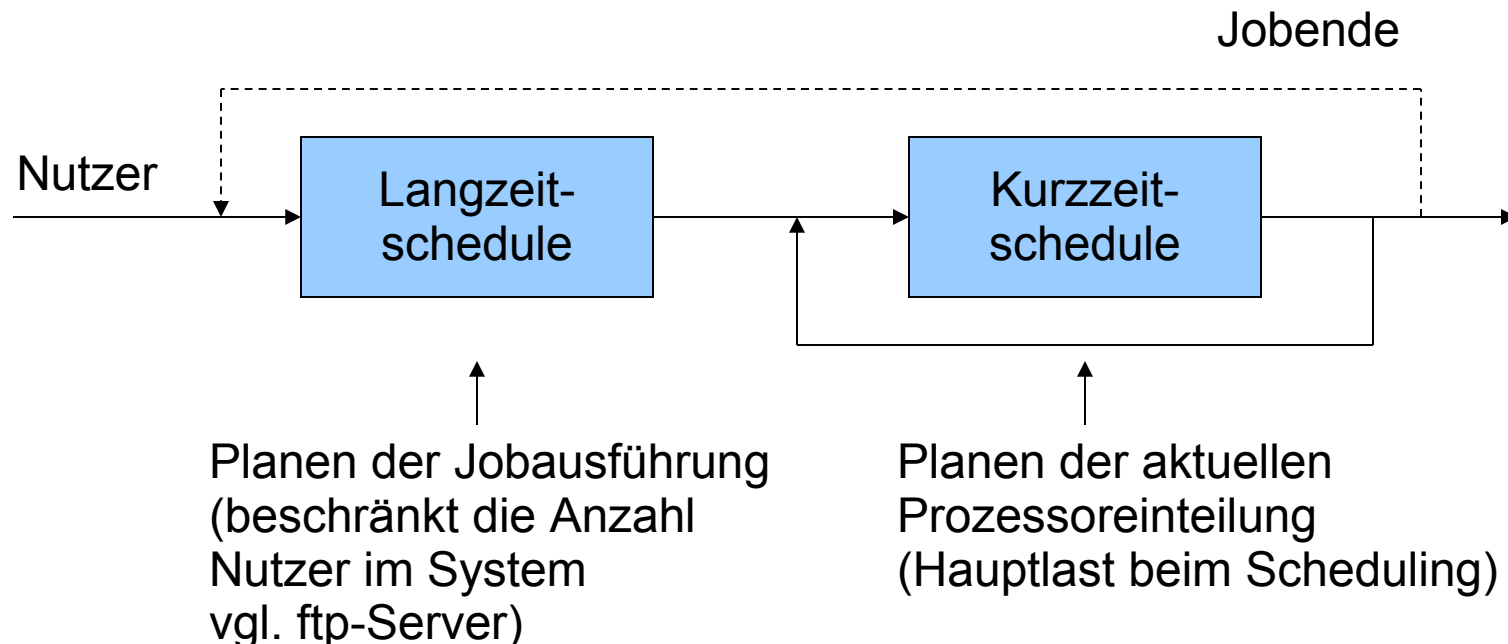 Jobende
Nutzer
Langzeit-
schedule
Kurzzeit-
schedule
Planen der Jobausführung
(beschränkt die Anzahl
Nutzer im System
vgl. ftp-Server)
Planen der aktuellen
Prozessoreinteilung
(Hauptlast beim Scheduling)